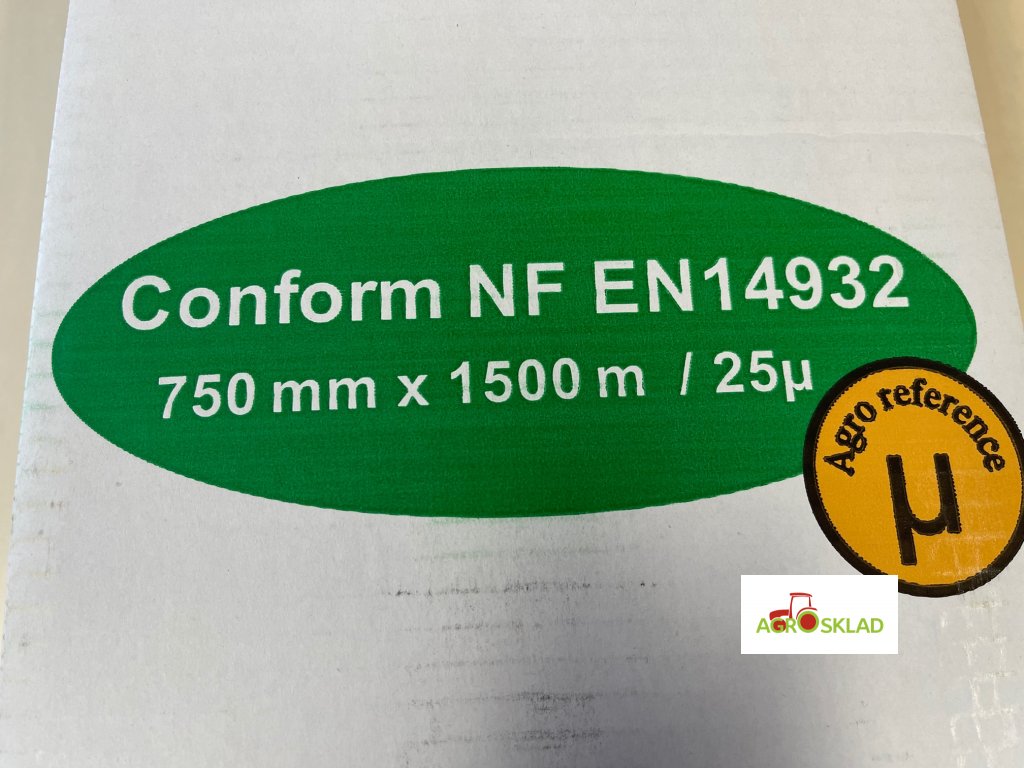 Conform NF EN14932
750 mm x 1500 m / 25µ
Agro reference
µ
AGROSKLAD